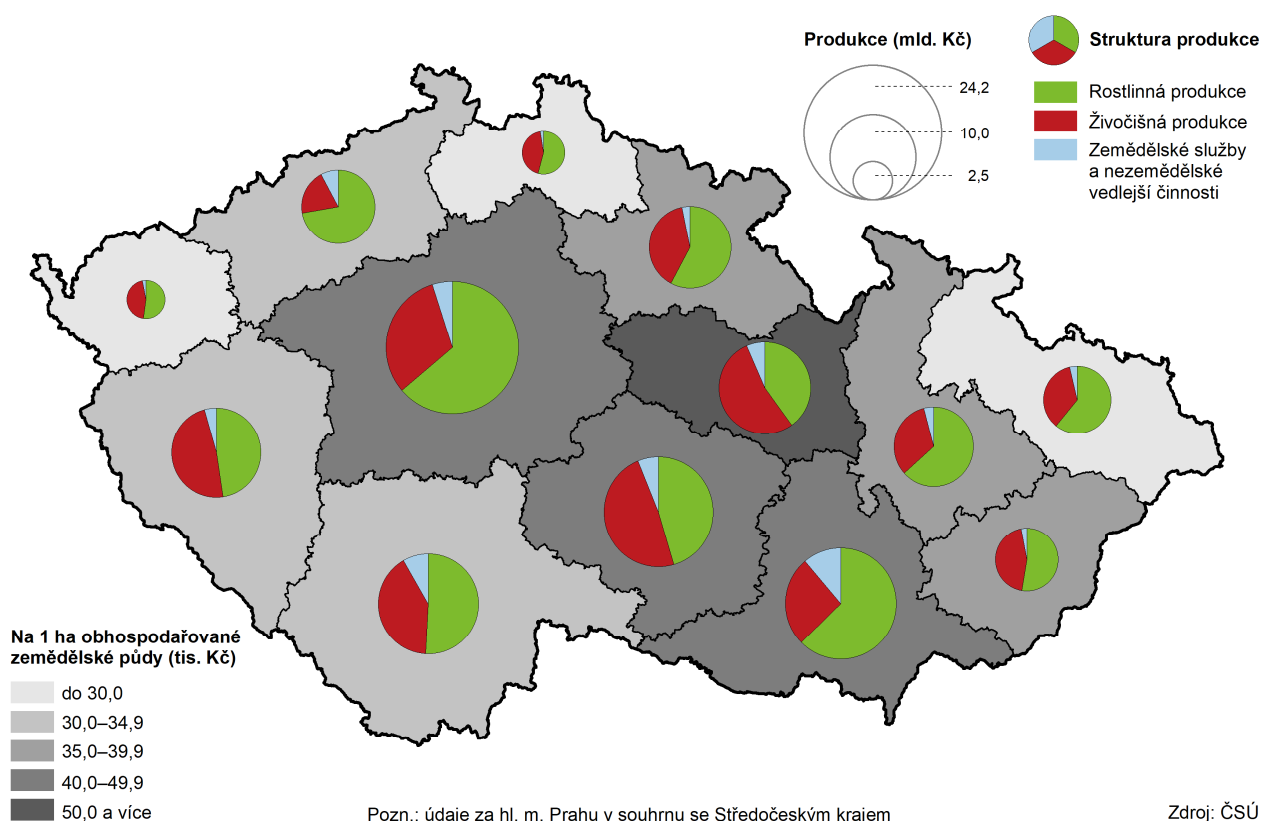 Produkce (mld. Kč)
24,2
10,0
2,5
Struktura produkce
Rostlinná produkce
Živočišná produkce
Zemědělské služby
a nezemědělské
vedlejší činnosti
Na 1 ha obhospodařované
zemědělské půdy (tis. Kč)
do 30,0
30,0–34,9
35,0–39,9
40,0–49,9
50,0 a více
Pozn.: údaje za hl. m. Prahu v souhrnu se Středočeským krajem
Zdroj: ČSÚ